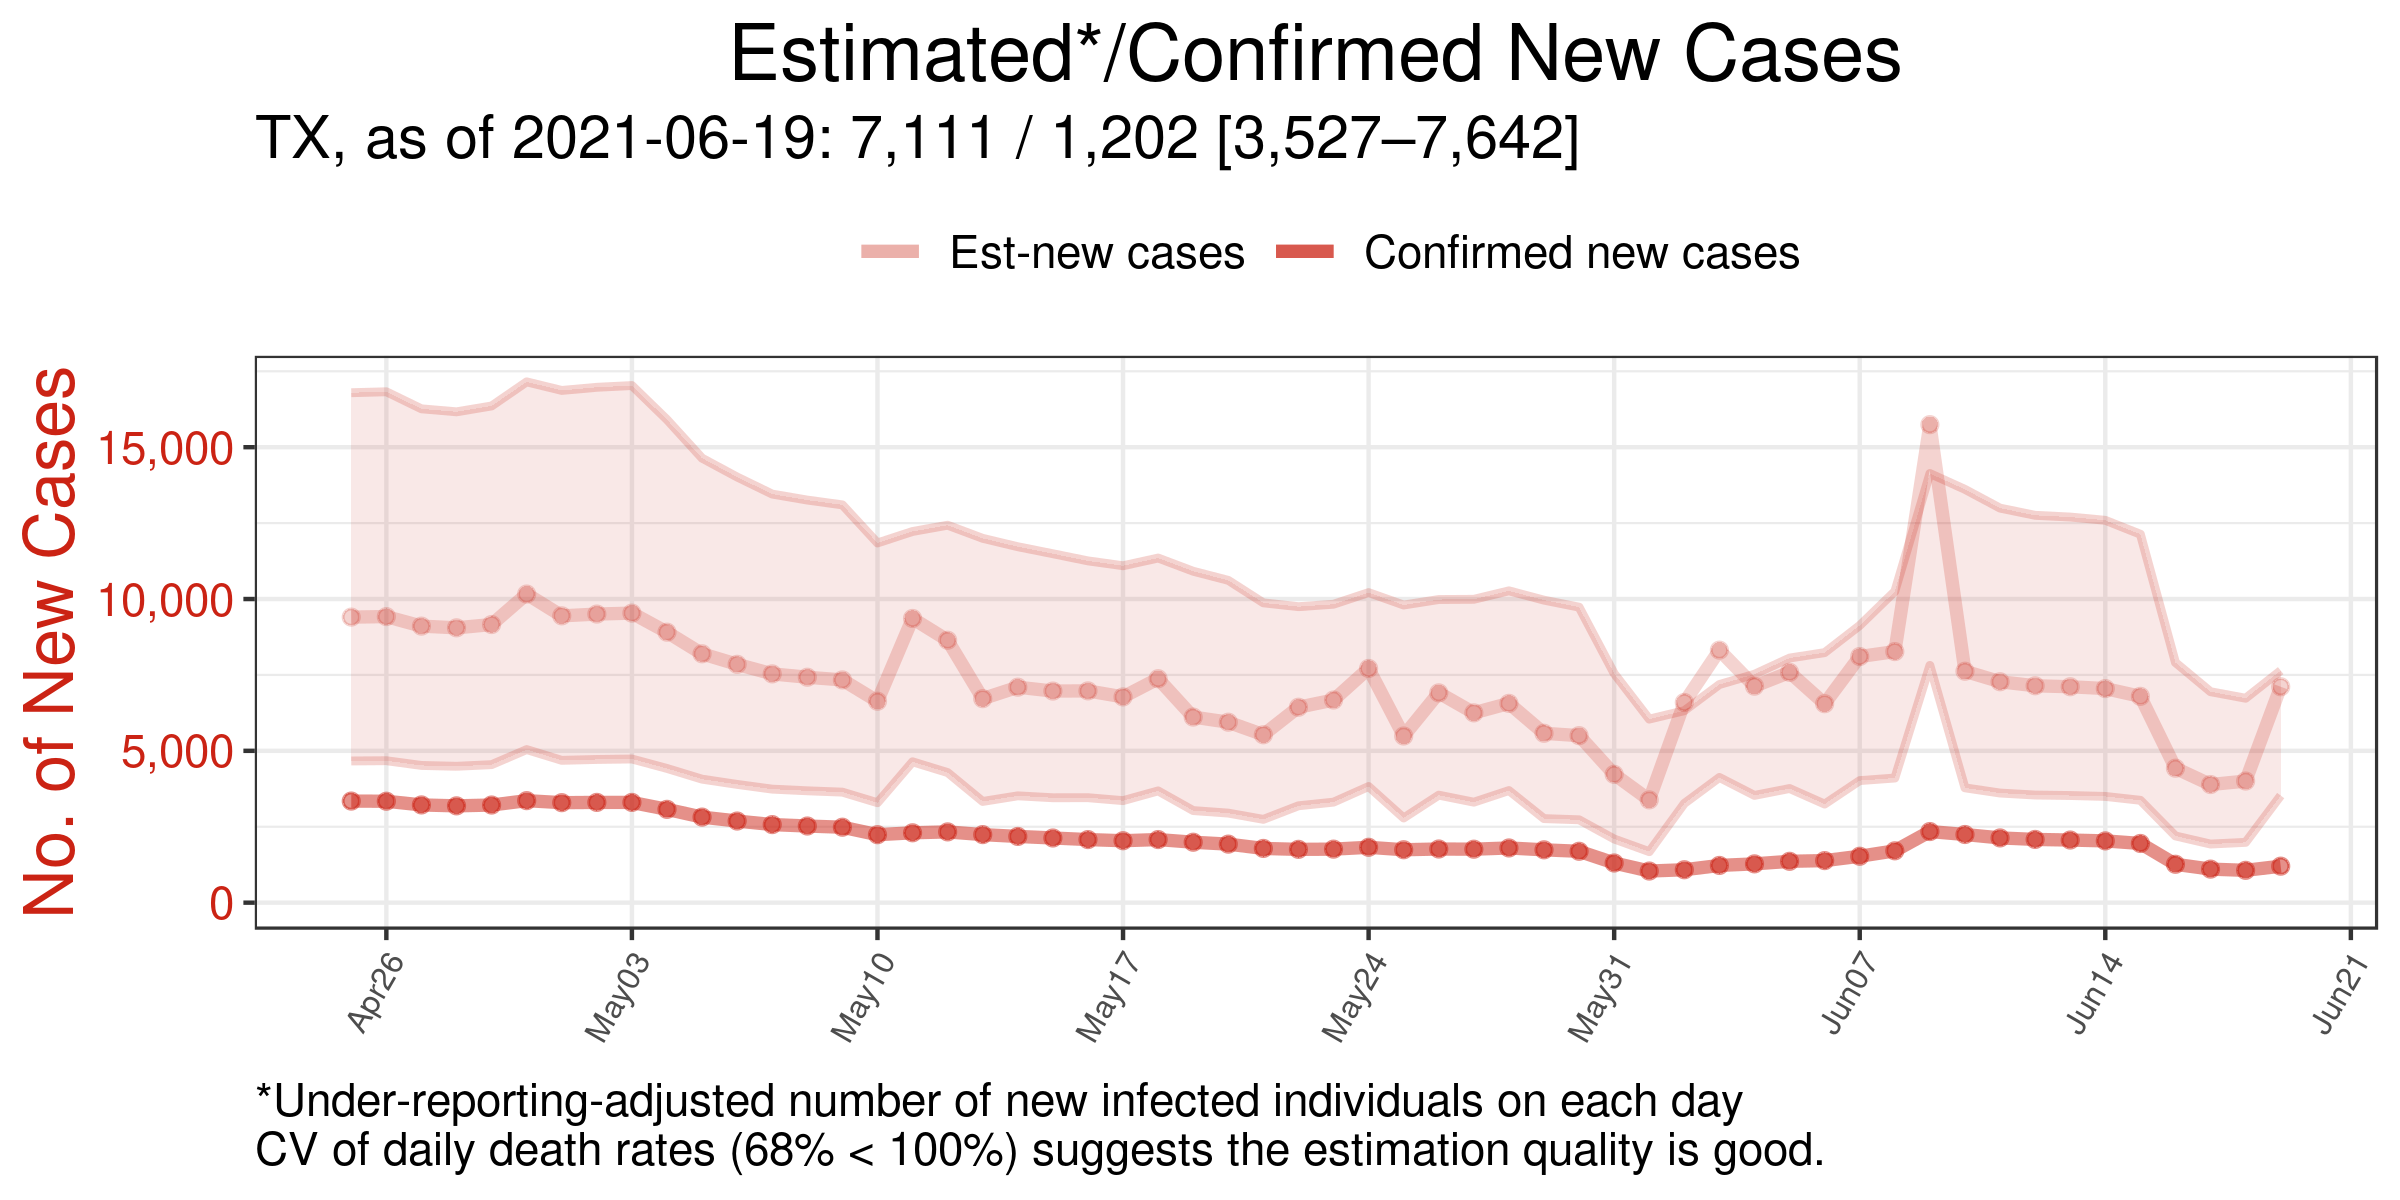 Estimated*/Confirmed New Cases
TX, as of 2021-06-19: 7,111 / 1,202 [3,527–7,642]
Est-new cases Confirmed new cases
No. of New Cases
15,000
10,000
5,000
0
Apr26 May03 May10 May17 May24 May31 Jun07 Jun14 Jun21
*Under-reporting-adjusted number of new infected individuals on each day
CV of daily death rates (68% < 100%) suggests the estimation quality is good.